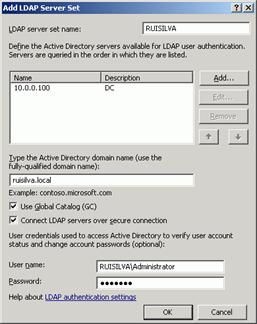 Add LDAP Server Set
LDAP server set name:
RUISILVA
Define the Active Directory servers available for LDAP user authentication.
Servers are queried in the order in which they are listed.
Name Description
10.0.0.100 DC
Add...
Edit...
Remove
Type the Active Directory domain name (use the
fully-qualified domain name):
ruisilva.local
Example: contoso.microsoft.com
Use Global Catalog (GC)
Connect LDAP servers over secure connection
User credentials used to access Active Directory to verify user account
status and change account passwords (optional):
User name:
RUISILVA\Administrator
Password:
●●●●●●●
Help about LDAP authentication settings
OK
Cancel